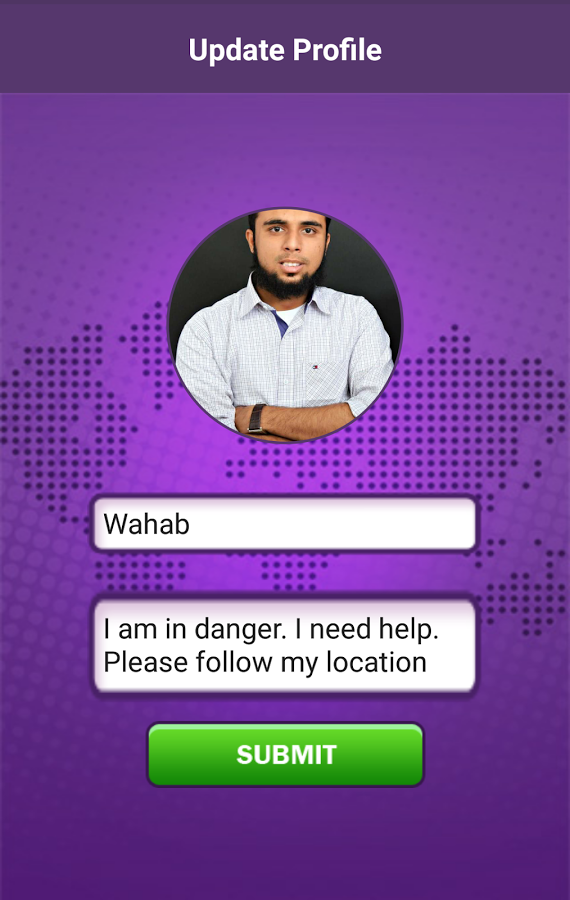 Update Profile
Wahab
I am in danger. I need help.
Please follow my location
SUBMIT